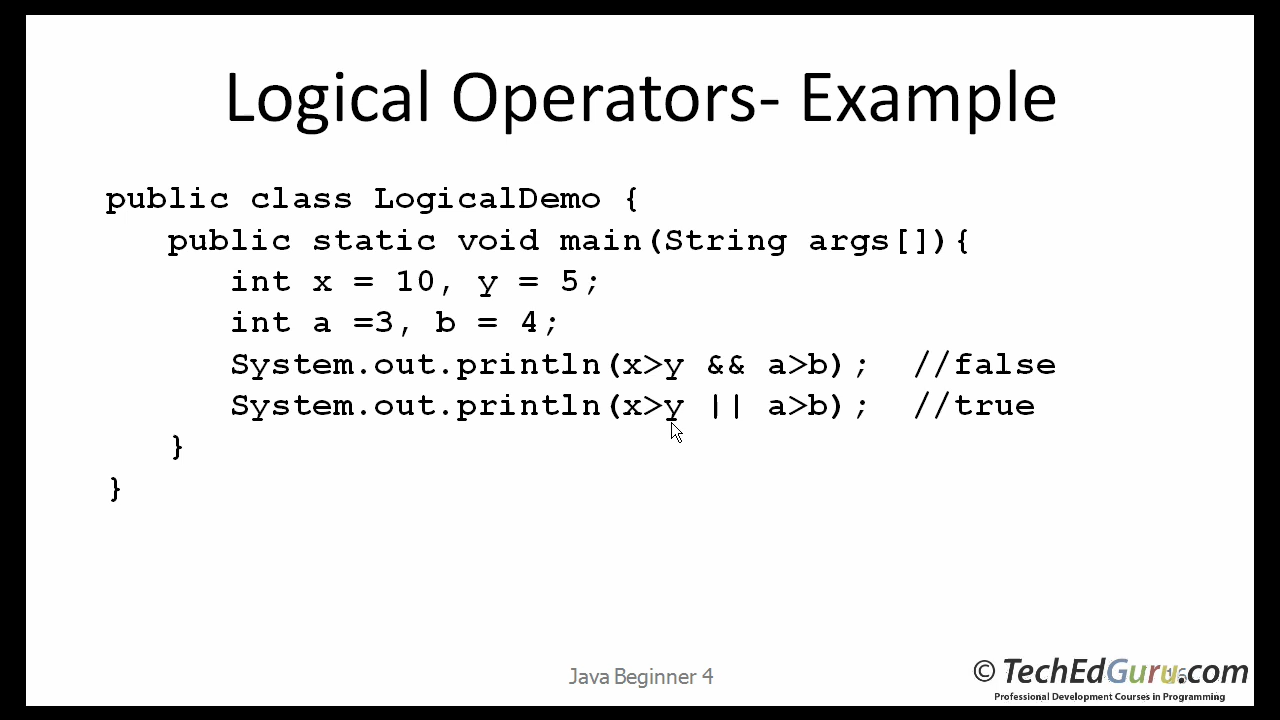 Logical Operators- Example
public class LogicalDemo {
public static void main(String args[]){
int x = 10, y = 5;
int a =3, b = 4;
System.out.println(x>y && a>b); //false
System.out.println(x>y || a>b); //true
}
}
Java Beginner 4
© TechEdGuru.com
Professional Development Courses in Programming